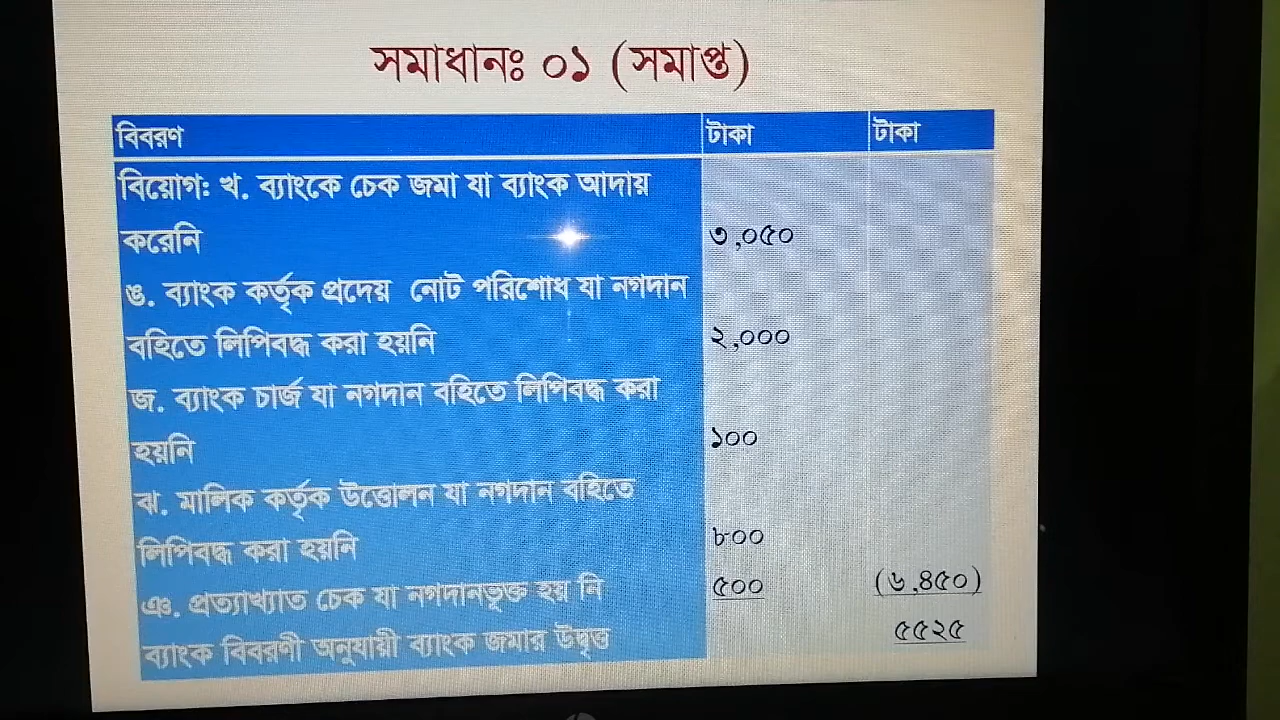 সমাধানঃ ০১ (সমাপ্ত)
বিবরণ টাকা টাকা
বিয়োগ: খ. ব্যাংকে চেক জমা যা ব্যাংক আদায়
করেনি ৩,০৫০
ঙ. ব্যাংক কর্তৃক প্রদেয় নোট পরিশোধ যা নগদান
বহিতে লিপিবদ্ধ করা হয়নি ২,০০০
জ. ব্যাংক চার্জ যা নগদান বহিতে লিপিবদ্ধ করা
হয়নি ১০০
ঝ. মালিক কর্তৃক উত্তোলন যা নগদান বহিতে
লিপিবদ্ধ করা হয়নি ৮০০
ঞ. প্রত্যাখ্যাত চেক যা নগদানভূক্ত হয় নি ৫০০ (৬,৪৫০)
ব্যাংক বিবরণী অনুযায়ী ব্যাংক জমার উদ্বৃত্ত ৫৫২৫